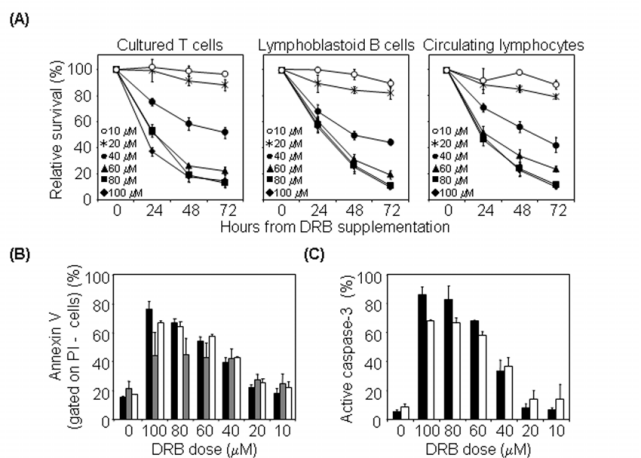 (A)
Cultured T cells
Lymphoblastoid B cells
Circulating lymphocytes
Relative survival (%)
100
80
60
40
20
0
10 μM
20 μM
40 μM
60 μM
80 μM
100 μM
10 μM
20 μM
40 μM
60 μM
80 μM
100 μM
10 μM
20 μM
40 μM
60 μM
80 μM
100 μM
0 24 48 72
0 24 48 72
0 24 48 72
Hours from DRB supplementation
(B)
Annexin V
(gated on PI - cells) (%)
100
80
60
40
20
0
0 100 80 60 40 20 10
DRB dose (μM)
(C)
Active caspase-3 (%)
100
80
60
40
20
0
0 100 80 60 40 20 10
DRB dose (μM)